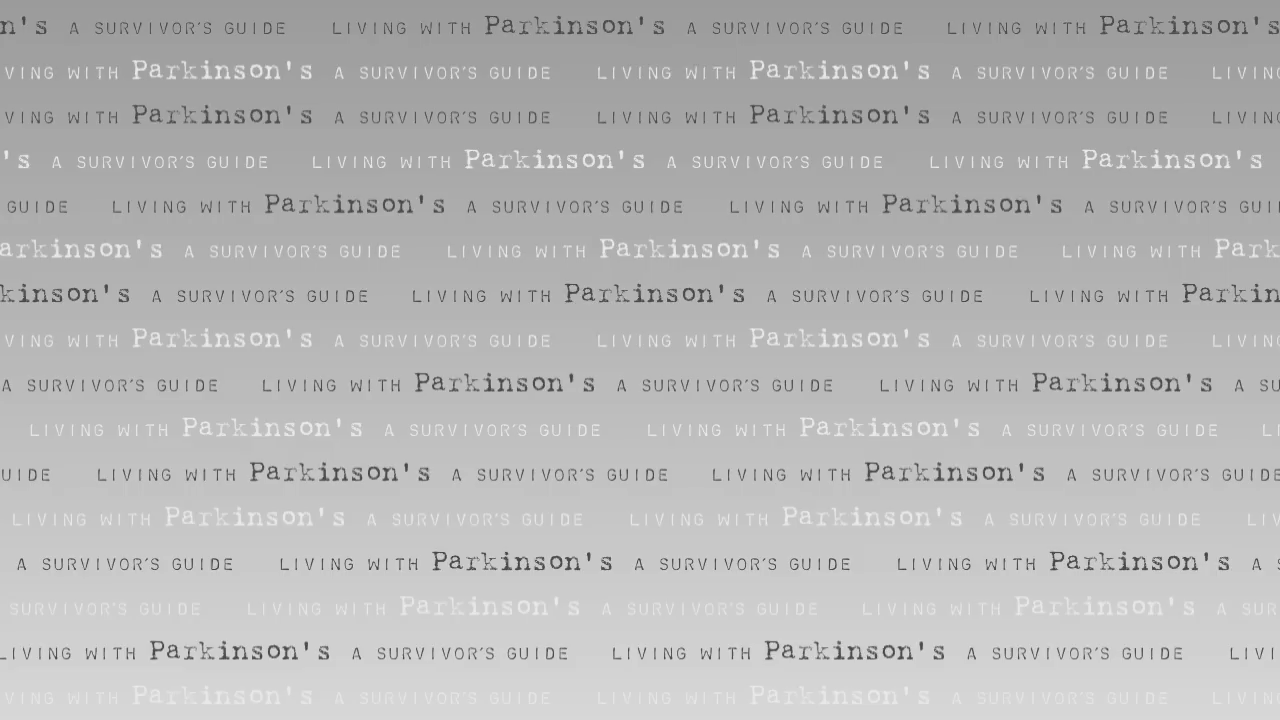 n's A SURVIVOR'S GUIDE LIVING WITH Parkinson's A SURVIVOR'S GUIDE LIVING WITH Parkinson's
VING WITH Parkinson's A SURVIVOR'S GUIDE LIVING WITH Parkinson's A SURVIVOR'S GUIDE LIVING
VING WITH Parkinson's A SURVIVOR'S GUIDE LIVING WITH Parkinson's A SURVIVOR'S GUIDE LIVING
's A SURVIVOR'S GUIDE LIVING WITH Parkinson's A SURVIVOR'S GUIDE LIVING WITH Parkinson's
GUIDE LIVING WITH Parkinson's A SURVIVOR'S GUIDE LIVING WITH Parkinson's A SURVIVOR'S GUI
arkinson's A SURVIVOR'S GUIDE LIVING WITH Parkinson's A SURVIVOR'S GUIDE LIVING WITH Park
kinson's A SURVIVOR'S GUIDE LIVING WITH Parkinson's A SURVIVOR'S GUIDE LIVING WITH Parkin
VING WITH Parkinson's A SURVIVOR'S GUIDE LIVING WITH Parkinson's A SURVIVOR'S GUIDE LIVING
A SURVIVOR'S GUIDE LIVING WITH Parkinson's A SURVIVOR'S GUIDE LIVING WITH Parkinson's A SU
LIVING WITH Parkinson's A SURVIVOR'S GUIDE LIVING WITH Parkinson's A SURVIVOR'S GUIDE LI
UIDE LIVING WITH Parkinson's A SURVIVOR'S GUIDE LIVING WITH Parkinson's A SURVIVOR'S GUIDE
LIVING WITH Parkinson's A SURVIVOR'S GUIDE LIVING WITH Parkinson's A SURVIVOR'S GUIDE LIV
A SURVIVOR'S GUIDE LIVING WITH Parkinson's A SURVIVOR'S GUIDE LIVING WITH Parkinson's A S
SURVIVOR'S GUIDE LIVING WITH Parkinson's A SURVIVOR'S GUIDE LIVING WITH Parkinson's A SUR
LIVING WITH Parkinson's A SURVIVOR'S GUIDE LIVING WITH Parkinson's A SURVIVOR'S GUIDE LIVI
VING WITH Parkinson's A SURVIVOR'S GUIDE LIVING WITH Parkinson's A SURVIVOR'S GUIDE LIVING